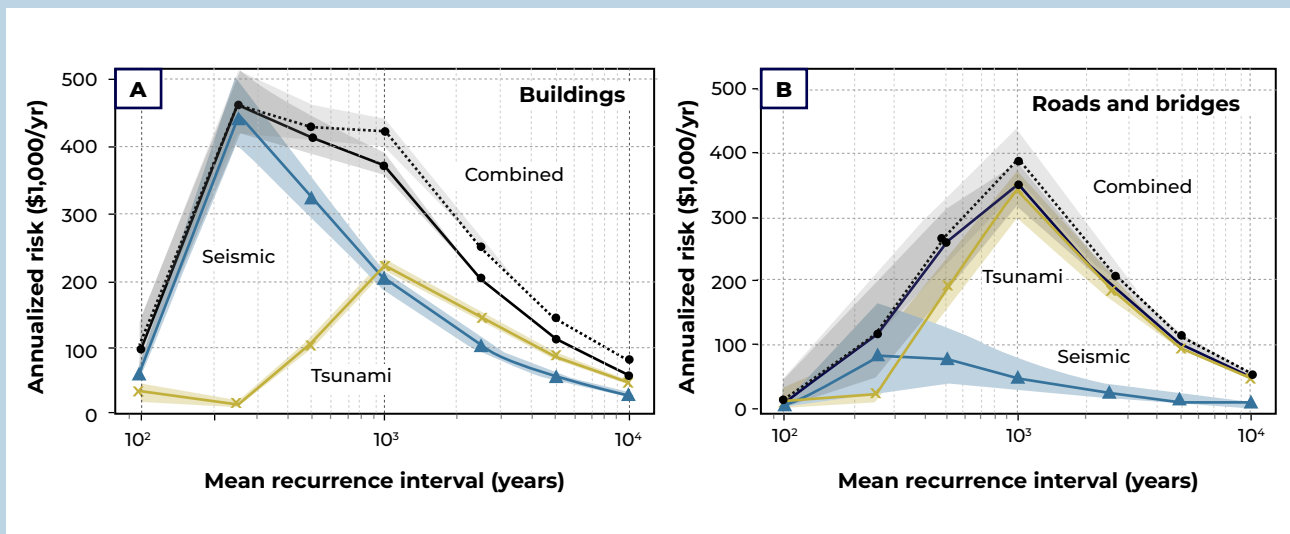 A
Buildings
Annualized risk ($1,000/yr)
500
400
300
200
100
0
Combined
Seismic
Tsunami
10²
10³
10⁴
Mean recurrence interval (years)
B
Roads and bridges
Annualized risk ($1,000/yr)
500
400
300
200
100
0
Combined
Tsunami
Seismic
10²
10³
10⁴
Mean recurrence interval (years)